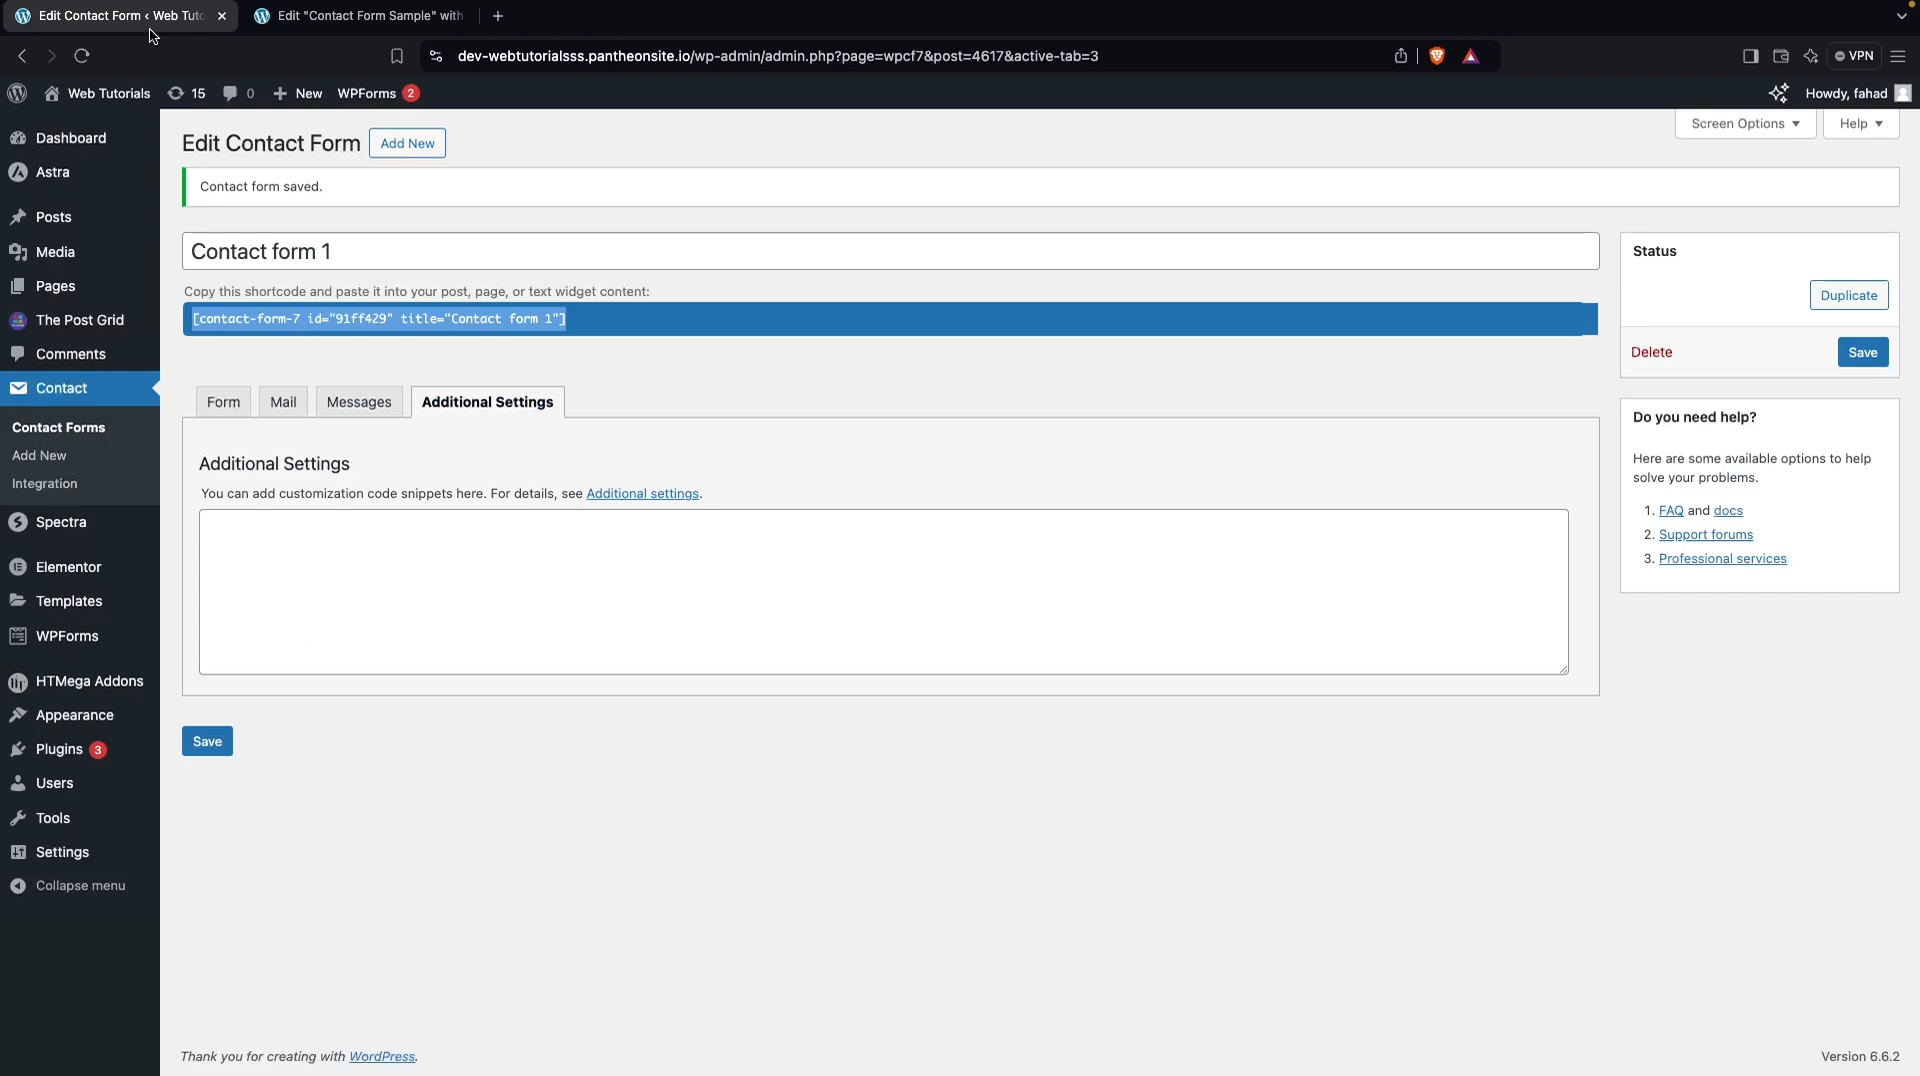 Edit Contact Form ‹ Web Tuto
Edit "Contact Form Sample" with
dev-webtutorialsss.pantheonsite.io/wp-admin/admin.php?page=wpcf7&post=4617&active-tab=3
VPN
Web Tutorials
15
0
New
WPForms 2
Howdy, fahad
Dashboard
Astra
Posts
Media
Pages
The Post Grid
Comments
Contact
Contact Forms
Add New
Integration
Spectra
Elementor
Templates
WPForms
HTMega Addons
Appearance
Plugins 3
Users
Tools
Settings
Collapse menu
Screen Options
Help
Edit Contact Form
Add New
Contact form saved.
Contact form 1
Copy this shortcode and paste it into your post, page, or text widget content:
[contact-form-7 id="91ff429" title="Contact form 1"]
Form
Mail
Messages
Additional Settings
Additional Settings
You can add customization code snippets here. For details, see Additional settings.
Save
Status
Duplicate
Delete
Save
Do you need help?
Here are some available options to help
solve your problems.
1. FAQ and docs
2. Support forums
3. Professional services
Thank you for creating with WordPress.
Version 6.6.2